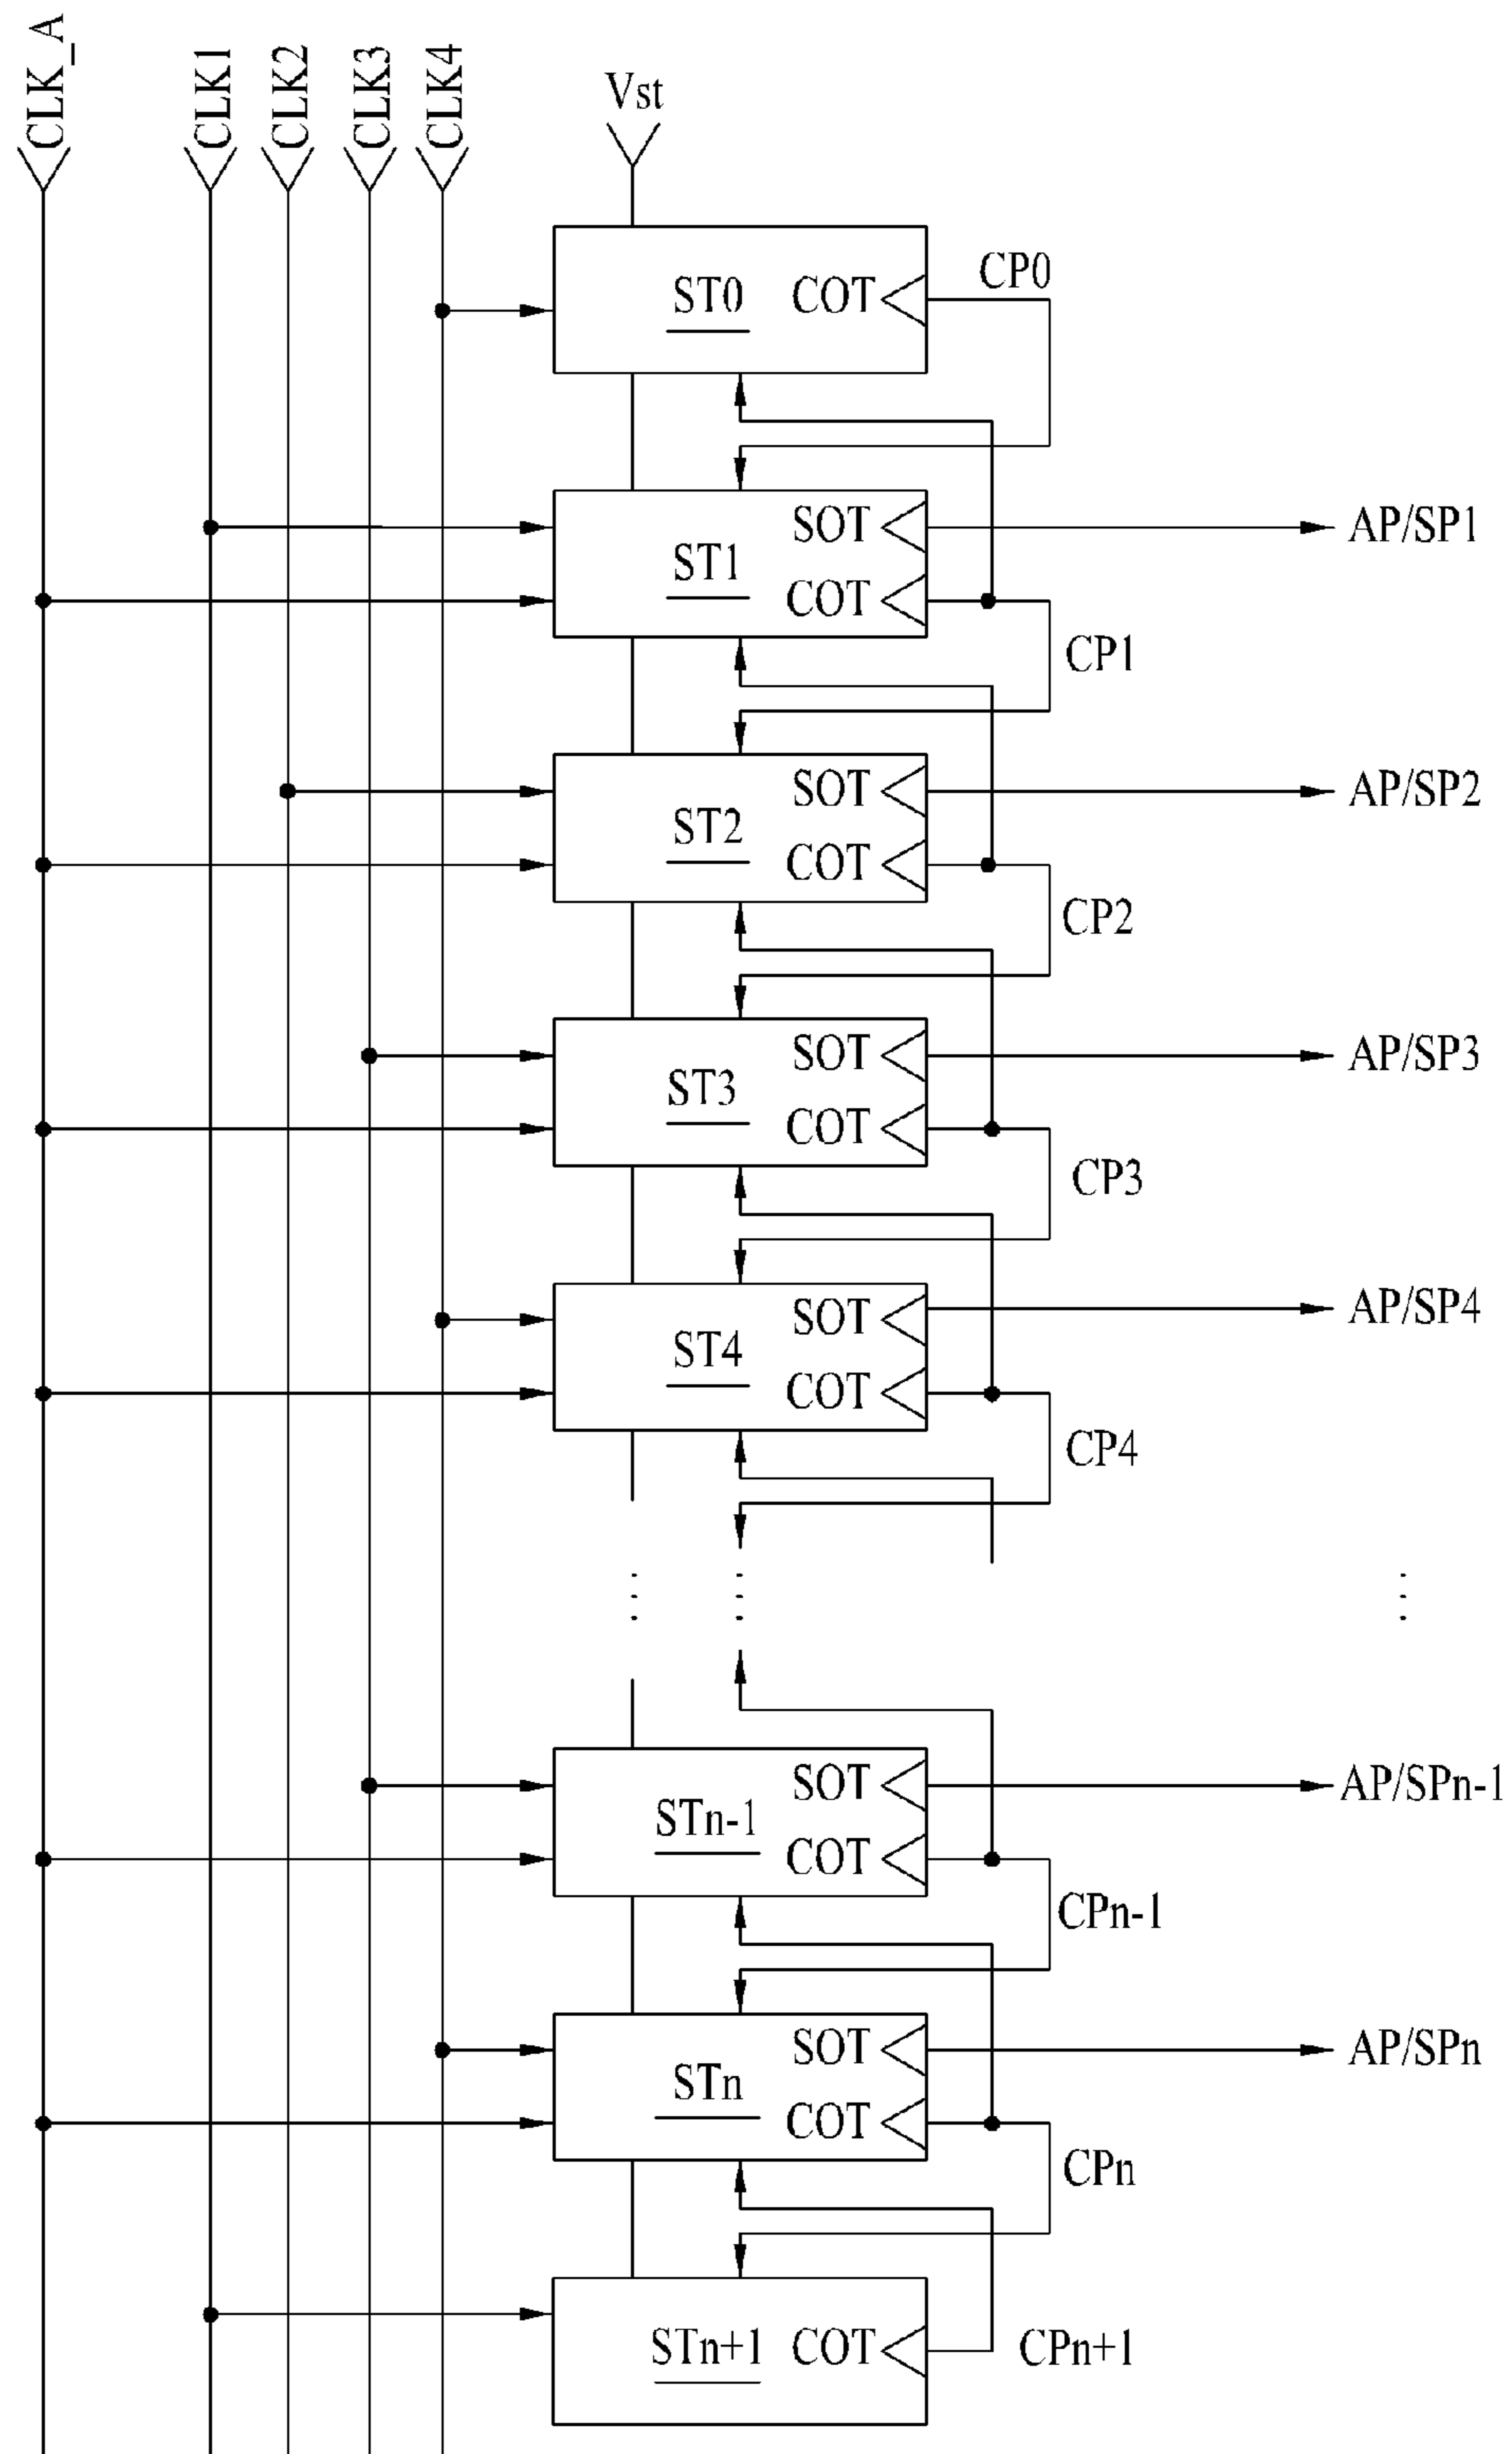 CLK_A
CLK1
CLK2
CLK3
CLK4
Vst
ST0
COT
CP0
SOT
ST1
COT
AP/SP1
CP1
SOT
ST2
COT
AP/SP2
CP2
SOT
ST3
COT
AP/SP3
CP3
SOT
ST4
COT
AP/SP4
CP4
SOT
STn-1
COT
AP/SPn-1
CPn-1
SOT
STn
COT
AP/SPn
CPn
STn+1
COT
CPn+1